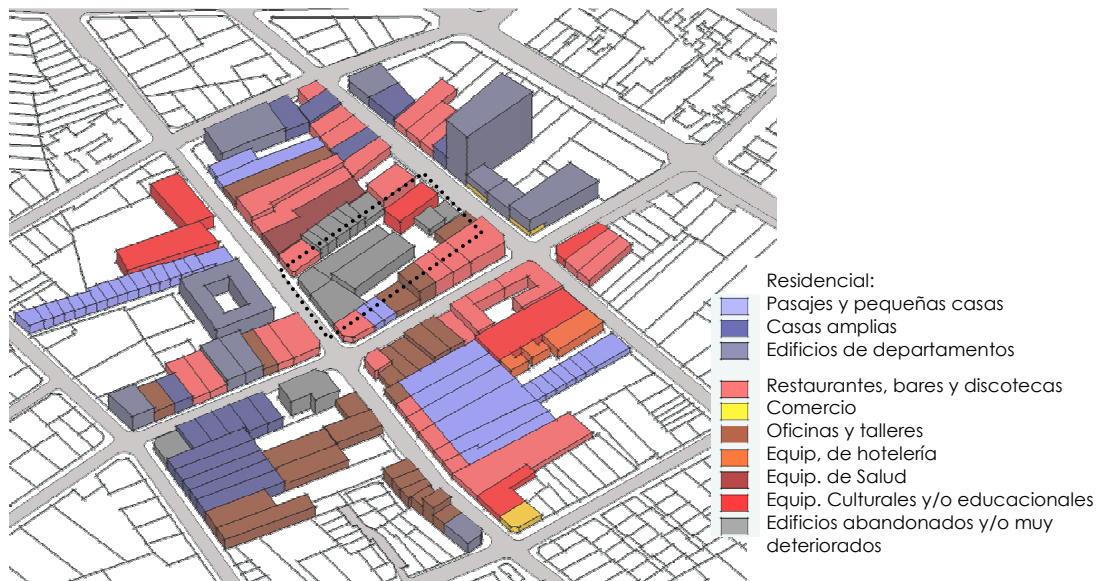 Residencial:
Pasajes y pequeñas casas
Casas amplias
Edificios de departamentos
Restaurantes, bares y discotecas
Comercio
Oficinas y talleres
Equip, de hotelería
Equip. de Salud
Equip. Culturales y/o educacionales
Edificios abandonados y/o muy
deteriorados